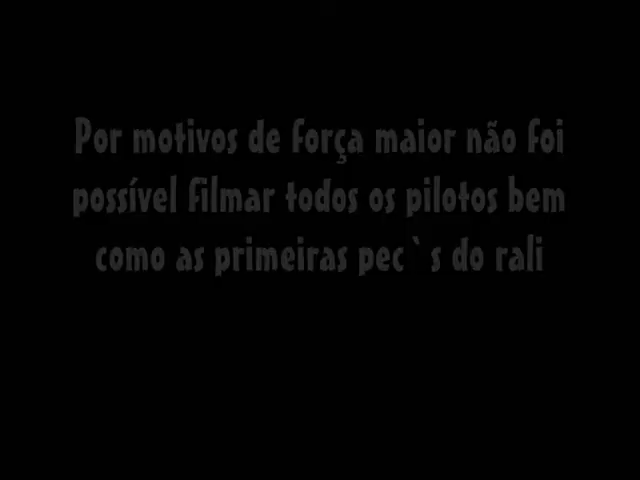 Por motivos de força maior não foi
possível filmar todos os pilotos bem
como as primeiras pec`s do rali